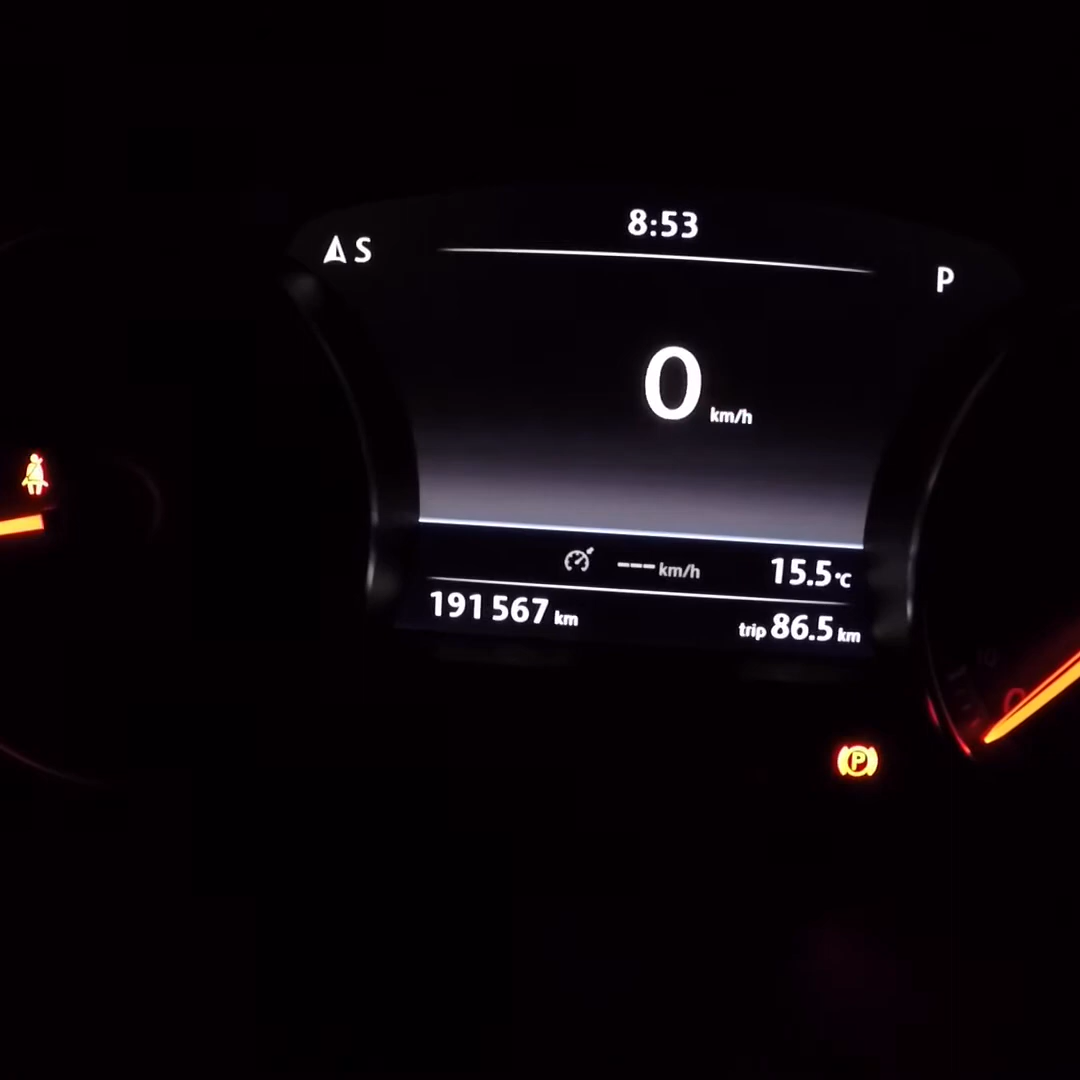 8:53
S
P
0 km/h
--- km/h 15.5°C
191 567 km trip 86.5 km
P